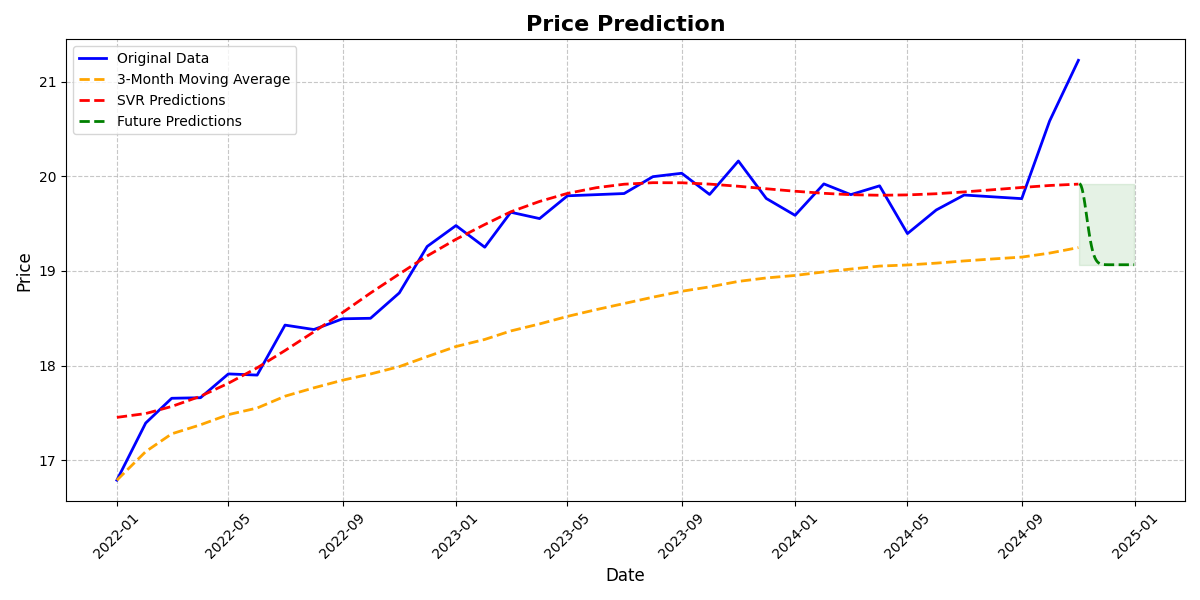 Price Prediction
Original Data
3-Month Moving Average
SVR Predictions
Future Predictions
Price
21
20
19
18
17
2022-01
2022-05
2022-09
2023-01
2023-05
2023-09
2024-01
2024-05
2024-09
2025-01
Date